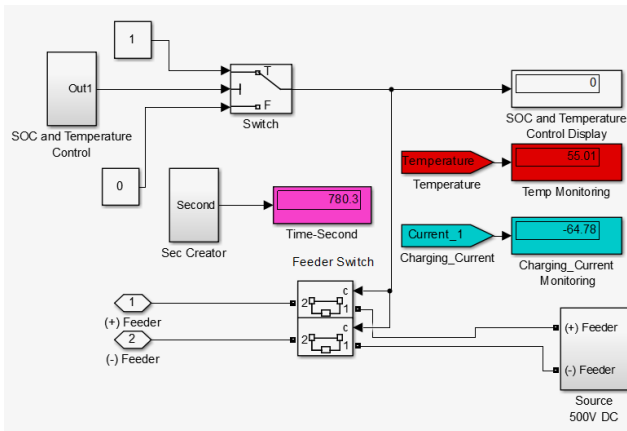 1
T
0
Out1
F
SOC and Temperature
Control
Switch
SOC and Temperature
Control Display
Temperature
55.01
Temperature
Temp Monitoring
0
Second
780.3
Sec Creator
Time-Second
Current_1
-64.78
Charging_Current
Charging_Current
Monitoring
Feeder Switch
c
1
2
1
(+) Feeder
c
(+) Feeder
2
2
1
(-) Feeder
(-) Feeder
Source
500V DC